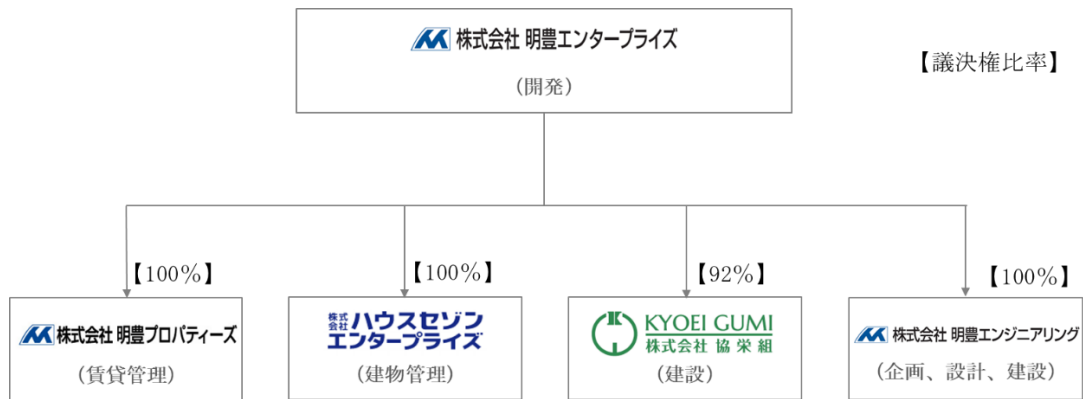 株式会社 明豊エンタープライズ
(開発)
【議決権比率】
【100%】
【100%】
【92%】
【100%】
株式会社 明豊プロパティーズ
(賃貸管理)
株式会社 ハウスセゾン
エンタープライズ
(建物管理)
KYOEI GUMI
株式会社 協栄組
(建設)
株式会社 明豊エンジニアリング
(企画、設計、建設)